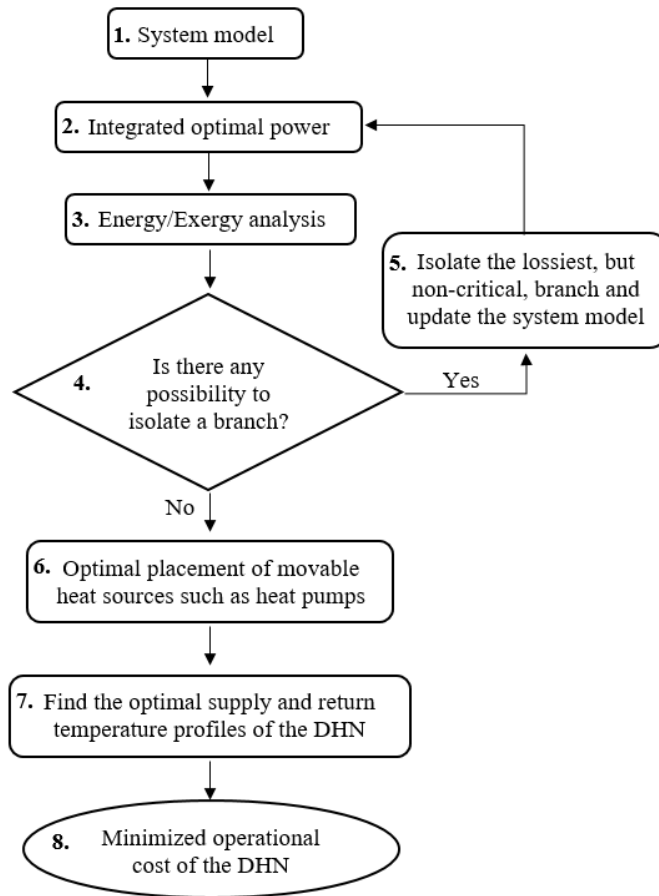 1. System model
2. Integrated optimal power
3. Energy/Exergy analysis
4. Is there any
possibility to
isolate a branch?
Yes
5. Isolate the lossiest, but
non-critical, branch and
update the system model
No
6. Optimal placement of movable
heat sources such as heat pumps
7. Find the optimal supply and return
temperature profiles of the DHN
8. Minimized operational
cost of the DHN